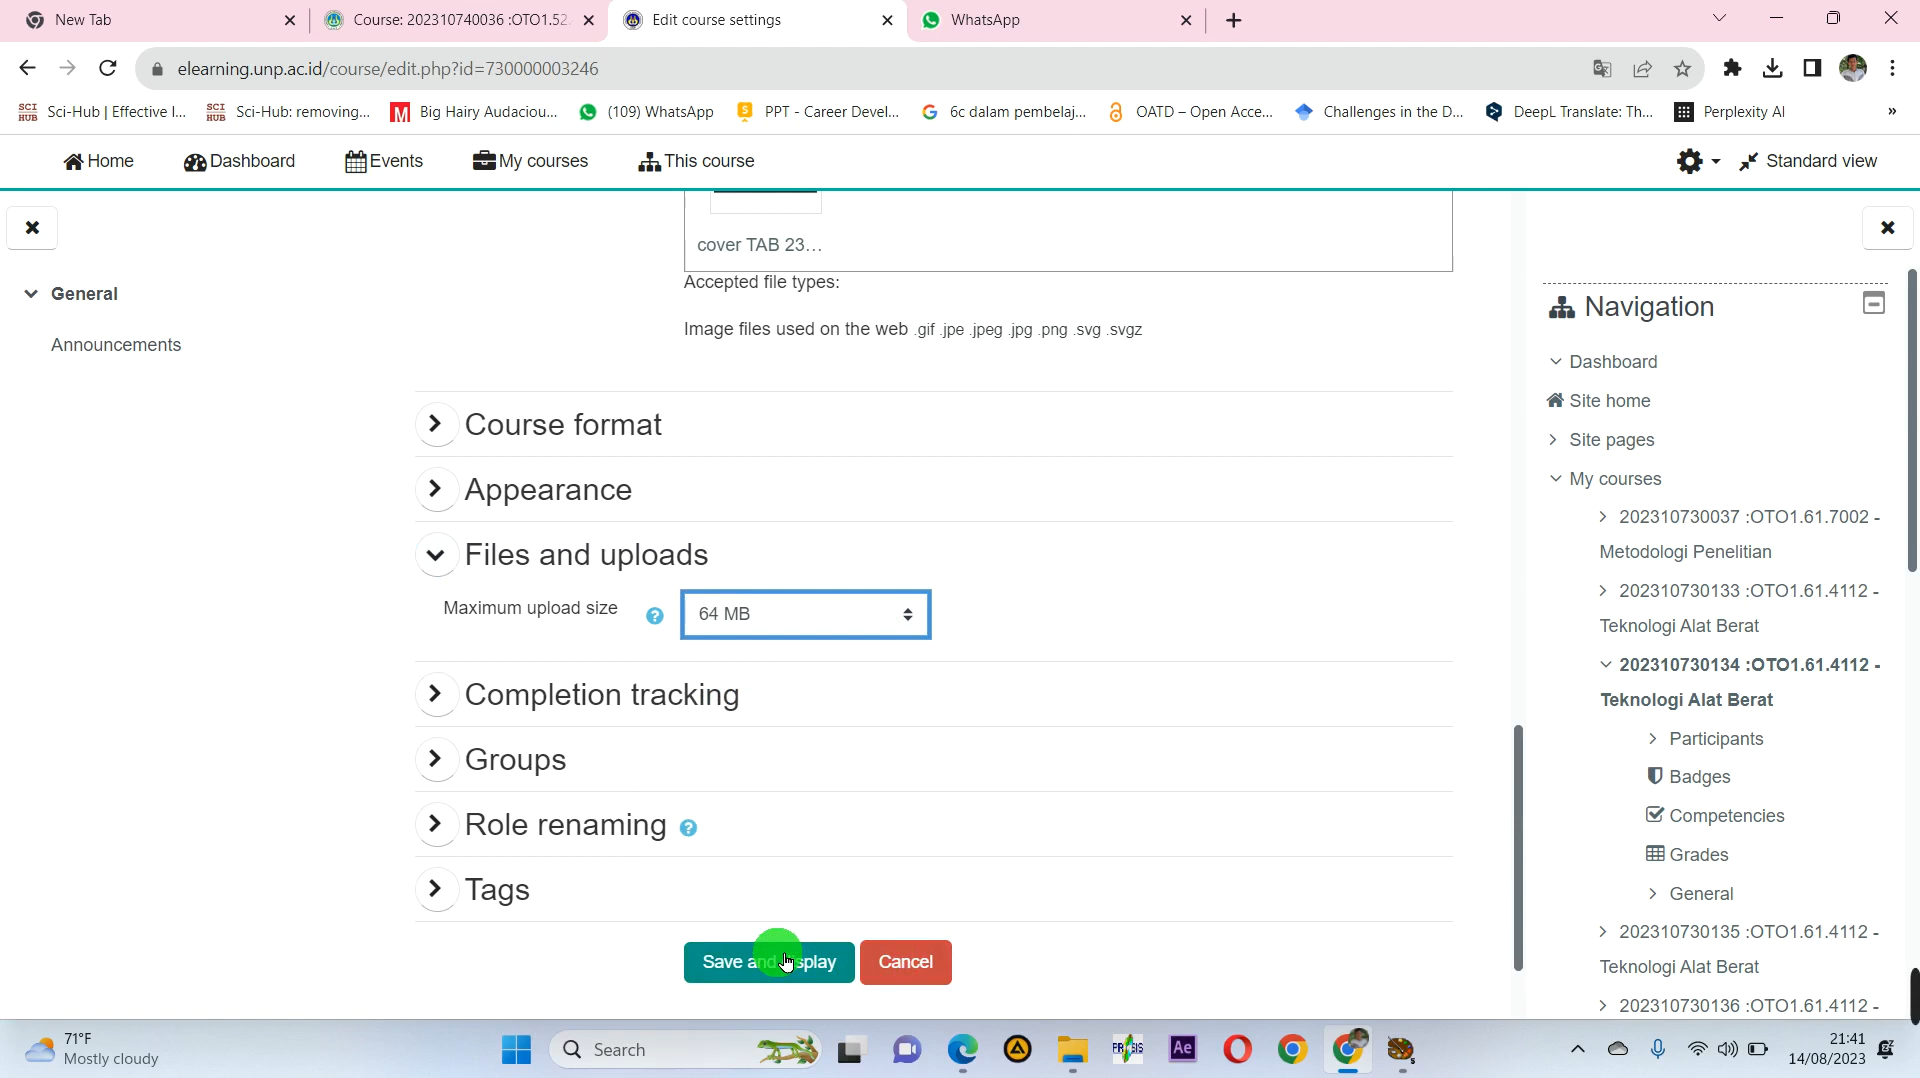 New Tab
Course: 202310740036 :OTO1.52.
Edit course settings
WhatsApp
elearning.unp.ac.id/course/edit.php?id=730000003246
SCI HUB Sci-Hub | Effective l...
SCI HUB Sci-Hub: removing...
M Big Hairy Audaciou...
(109) WhatsApp
PPT - Career Devel...
6c dalam pembelaj...
OATD – Open Acce...
Challenges in the D...
DeepL Translate: Th...
Perplexity AI
»
Home
Dashboard
Events
My courses
This course
Standard view
General
Announcements
cover TAB 23...
Accepted file types:
Image files used on the web .gif .jpe .jpeg .jpg .png .svg .svgz
Course format
Appearance
Files and uploads
Maximum upload size
64 MB
Completion tracking
Groups
Role renaming
Tags
Save and display
Cancel
Navigation
Dashboard
Site home
Site pages
My courses
202310730037 :OTO1.61.7002 -
Metodologi Penelitian
202310730133 :OTO1.61.4112 -
Teknologi Alat Berat
202310730134 :OTO1.61.4112 -
Teknologi Alat Berat
Participants
Badges
Competencies
Grades
General
202310730135 :OTO1.61.4112 -
Teknologi Alat Berat
202310730136 :OTO1.61.4112 -
71°F
Mostly cloudy
Search
Ae
21:41
14/08/2023